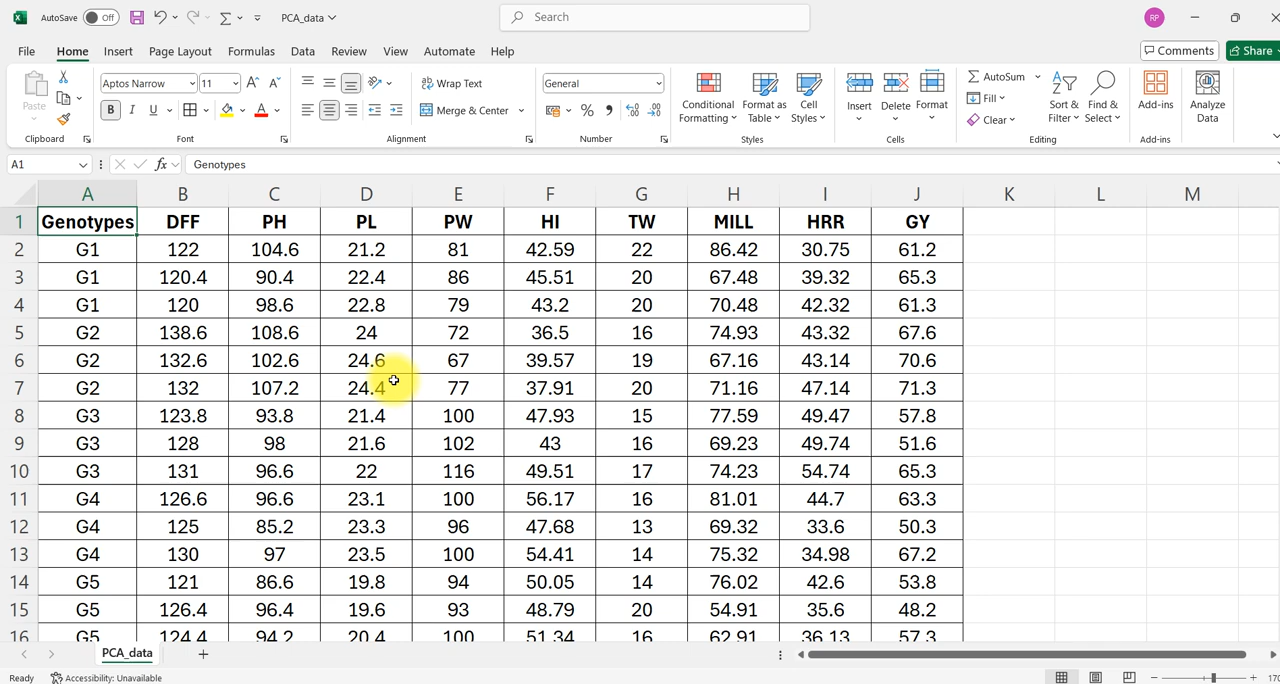 AutoSave Off PCA_data Search RP
File Home Insert Page Layout Formulas Data Review View Automate Help Comments Share
Paste Aptos Narrow 11 A A Wrap Text General Conditional Formatting Format as Table Cell Styles Insert Delete Format AutoSum Sort & Filter Find & Select Add-ins Analyze Data
B I U A Merge & Center % Fill Clear
Clipboard Font Alignment Number Styles Cells Editing Add-ins
A1 fx Genotypes
A B C D E F G H I J K L M
1 Genotypes DFF PH PL PW HI TW MILL HRR GY
2 G1 122 104.6 21.2 81 42.59 22 86.42 30.75 61.2
3 G1 120.4 90.4 22.4 86 45.51 20 67.48 39.32 65.3
4 G1 120 98.6 22.8 79 43.2 20 70.48 42.32 61.3
5 G2 138.6 108.6 24 72 36.5 16 74.93 43.32 67.6
6 G2 132.6 102.6 24.6 67 39.57 19 67.16 43.14 70.6
7 G2 132 107.2 24.4 77 37.91 20 71.16 47.14 71.3
8 G3 123.8 93.8 21.4 100 47.93 15 77.59 49.47 57.8
9 G3 128 98 21.6 102 43 16 69.23 49.74 51.6
10 G3 131 96.6 22 116 49.51 17 74.23 54.74 65.3
11 G4 126.6 96.6 23.1 100 56.17 16 81.01 44.7 63.3
12 G4 125 85.2 23.3 96 47.68 13 69.32 33.6 50.3
13 G4 130 97 23.5 100 54.41 14 75.32 34.98 67.2
14 G5 121 86.6 19.8 94 50.05 14 76.02 42.6 53.8
15 G5 126.4 96.4 19.6 93 48.79 20 54.91 35.6 48.2
16 G5 124.4 94.2 20.4 100 51.34 16 62.91 36.13 57.3
PCA_data
Ready Accessibility: Unavailable